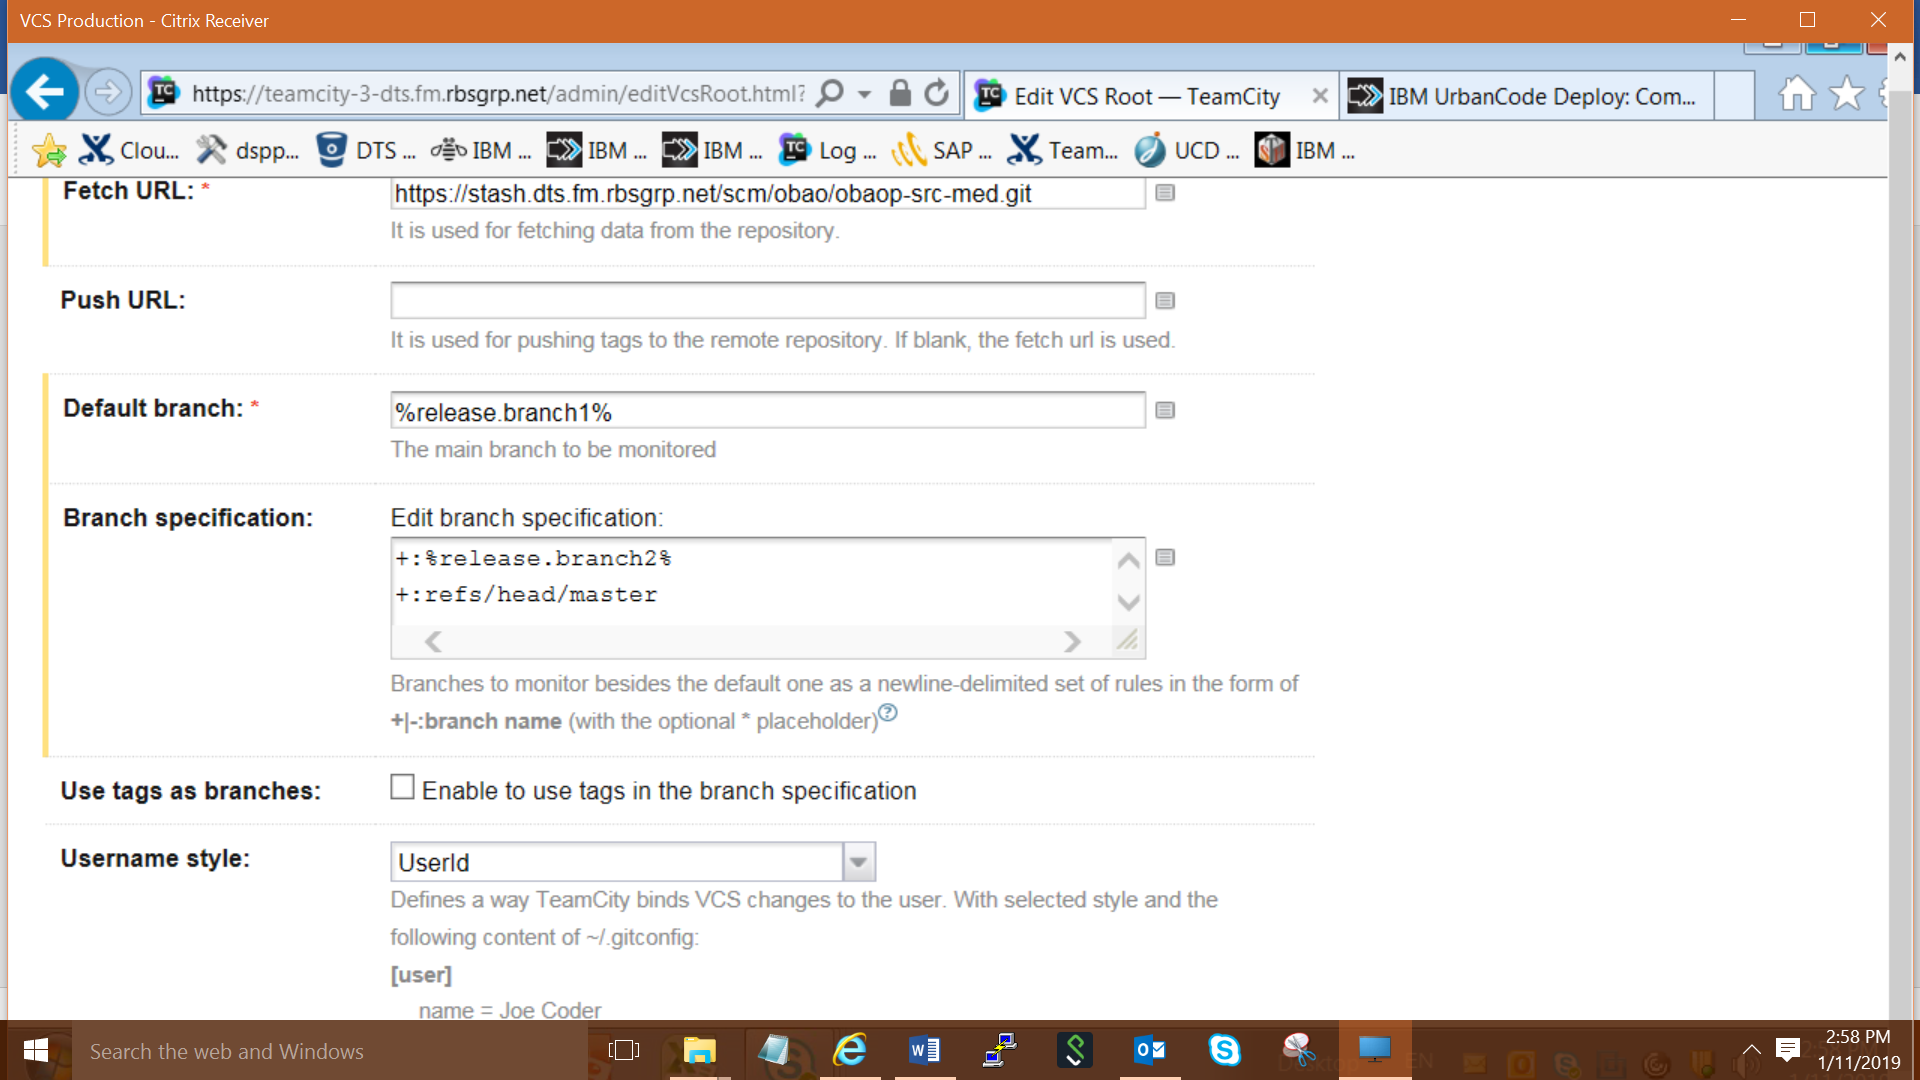 VCS Production - Citrix Receiver
https://teamcity-3-dts.fm.rbsgrp.net/admin/editVcsRoot.html?
Edit VCS Root — TeamCity
IBM UrbanCode Deploy: Com...
Clou...
dspp...
DTS ...
IBM ...
IBM ...
IBM ...
Log ...
SAP ...
Team...
UCD ...
IBM ...
Fetch URL: *
https://stash.dts.fm.rbsgrp.net/scm/obao/obaop-src-med.git
It is used for fetching data from the repository.
Push URL:
It is used for pushing tags to the remote repository. If blank, the fetch url is used.
Default branch: *
%release.branch1%
The main branch to be monitored
Branch specification:
Edit branch specification:
+:%release.branch2%
+:refs/head/master
Branches to monitor besides the default one as a newline-delimited set of rules in the form of
+|-:branch name (with the optional * placeholder)
Use tags as branches:
Enable to use tags in the branch specification
Username style:
UserId
Defines a way TeamCity binds VCS changes to the user. With selected style and the
following content of ~/.gitconfig:
[user]
name = Joe Coder
Search the web and Windows
Desktop
EN
2:58 PM
1/11/2019